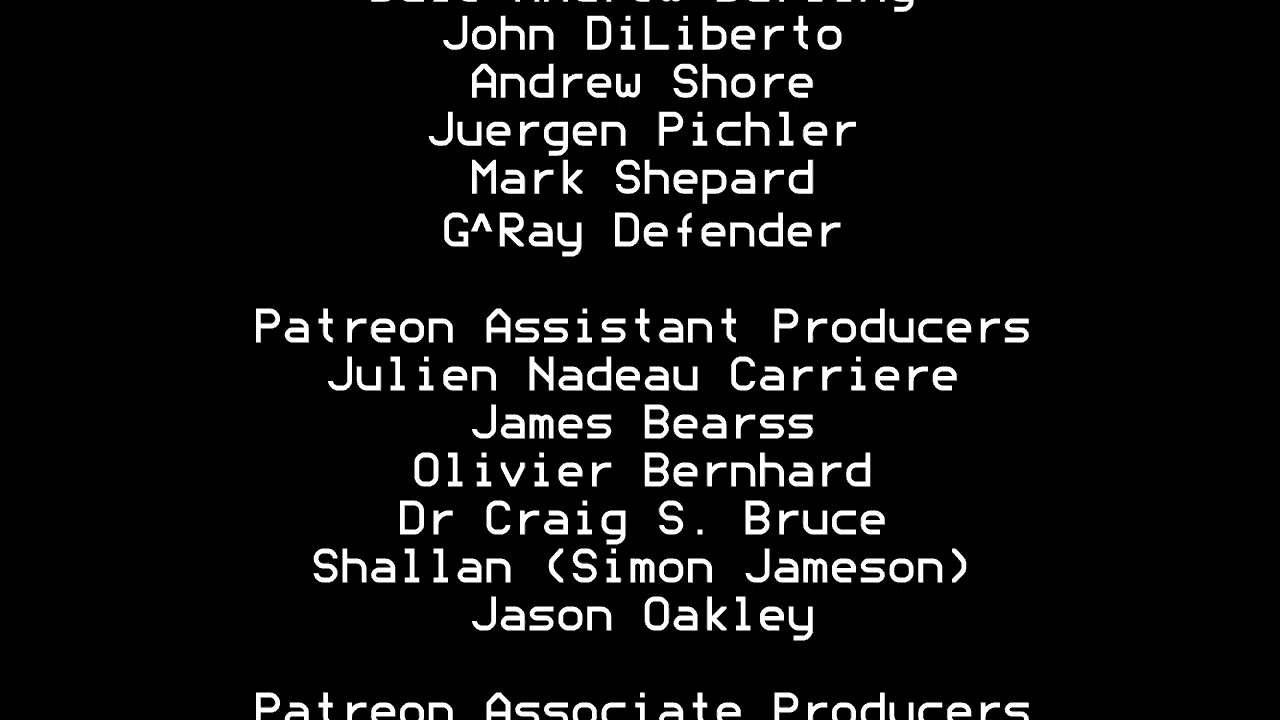 John DiLiberto
Andrew Shore
Juergen Pichler
Mark Shepard
G^Ray Defender
Patreon Assistant Producers
Julien Nadeau Carriere
James Bearss
Olivier Bernhard
Dr Craig S. Bruce
Shallan (Simon Jameson)
Jason Oakley
Patreon Associate Producers